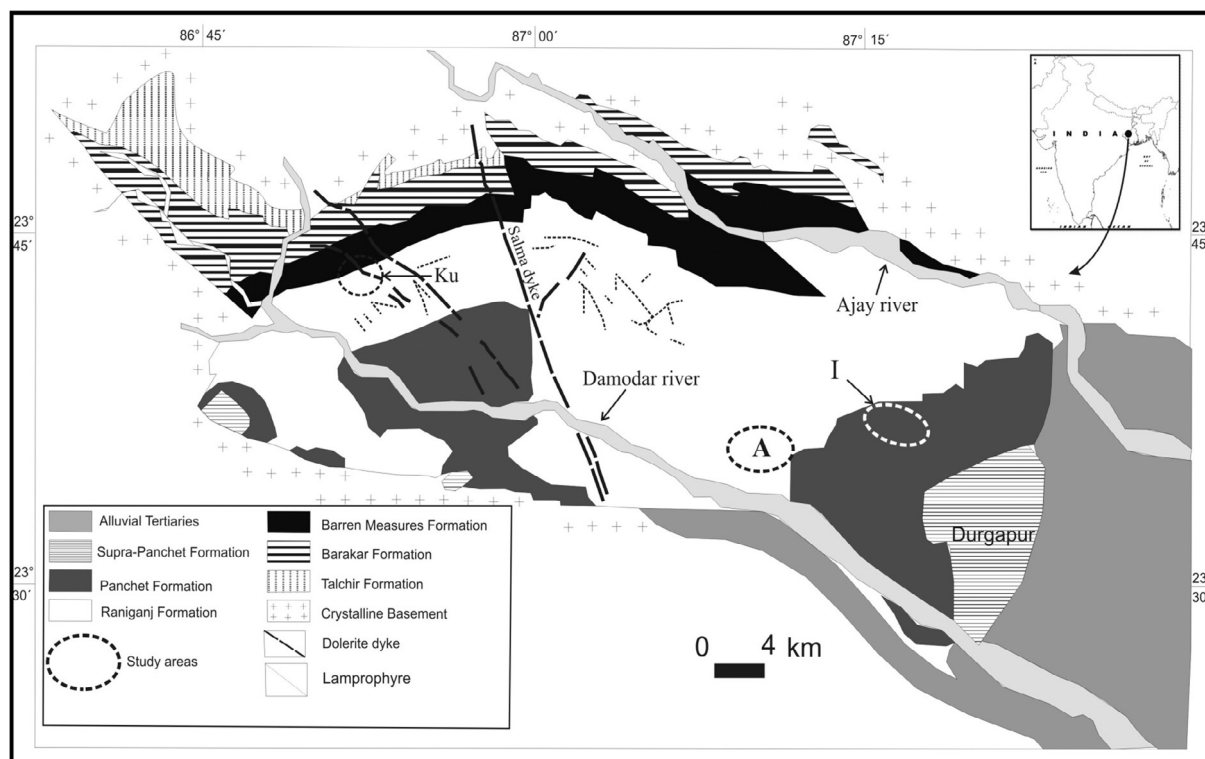 86° 45´
87° 00´
87° 15´
I N D I A
23°
45´
23
45
Salma dyke
Ku
Ajay river
I
Damodar river
A
Durgapur
23°
30´
23
30
0 4 km
Alluvial Tertiaries
Supra-Panchet Formation
Panchet Formation
Raniganj Formation
Study areas
Barren Measures Formation
Barakar Formation
Talchir Formation
Crystalline Basement
Dolerite dyke
Lamprophyre